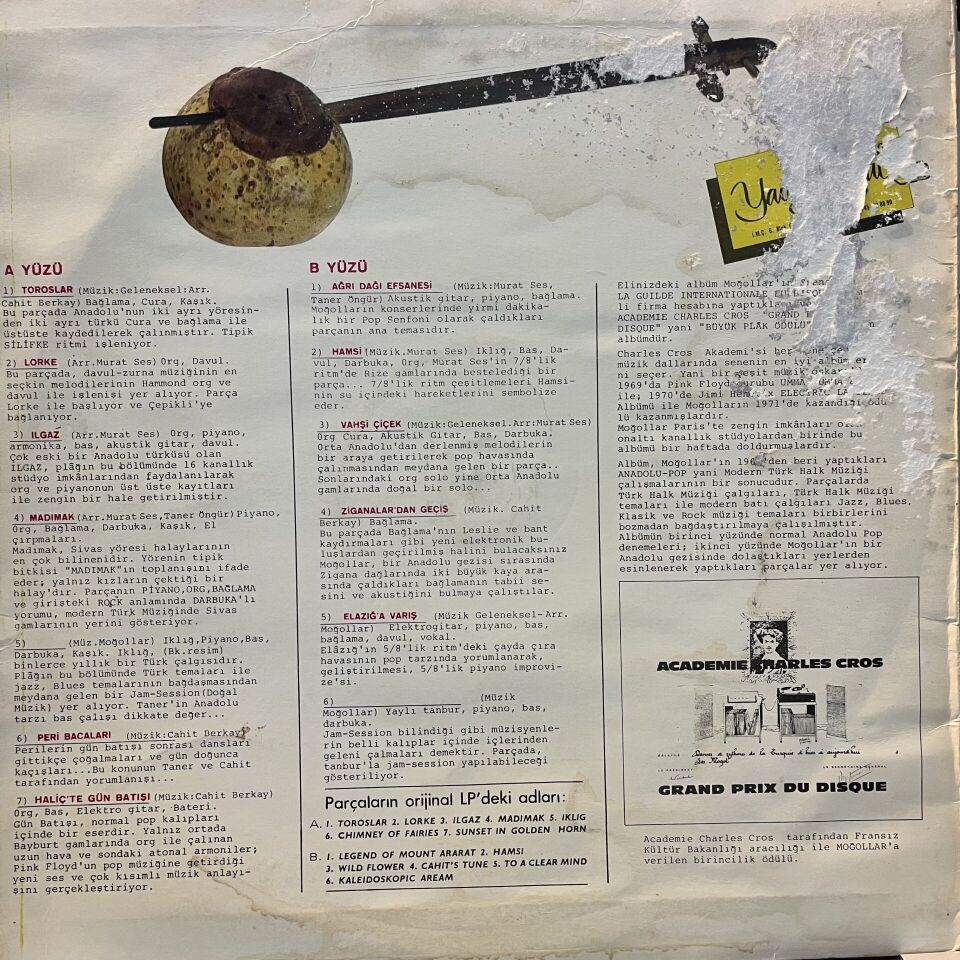 Yay
A YÜZÜ
1) TOROSLAR (Müzik:Geleneksel:Arr.
Cahit Berkay) Bağlama, Cura, Kaşık.
Bu parçada Anadolu'nun iki ayrı yöresin-
den iki ayrı türkü Cura ve bağlama ile
üstüste kaydedilerek çalınmıştır. Tipik
SİLİFKE ritmi işleniyor.
2) LORKE (Arr.Murat Ses) Org, Davul.
Bu parçada, davul-zurna müziğinin en
seçkin melodilerinin Hammond org ve
davul ile işlenişi yer alıyor. Parça
Lorke ile başlıyor ve Çepikli'ye
bağlanıyor.
3) ILGAZ (Arr.Murat Ses) Org, piyano,
armonika, bas, akustik gitar, davul.
Çok eski bir Anadolu türküsü olan
ILGAZ, plâğın bu bölümünde 16 kanallık
stüdyo imkânlarından faydalanılarak
org ve piyanonun üst üste kayıtları
ile zengin bir hale getirilmiştir.
4) MADIMAK (Arr.Murat Ses,Taner Öngür) Piyano,
Org, Bağlama, Darbuka, Kaşık, El
çırpmaları.
Madımak, Sivas yöresi halaylarının
en çok bilinenidir. Yörenin tipik
bitkisi "MADIMAK"ın toplanışını ifade
eder; yalnız kızların çektiği bir
halay'dır. Parçanın PİYANO,ORG,BAĞLAMA
ve girişteki ROCK anlamında DARBUKA'lı
yorumu, modern Türk Müziğinde Sivas
gamlarının yerini gösteriyor.
5) (Müz.Moğollar) Iklığ,Piyano,Bas,
Darbuka, Kaşık. Iklığ, (Bk.resim)
binlerce yıllık bir Türk çalgısıdır.
Plâğın bu bölümünde Türk temaları ile
jazz, Blues temalarının bağdaşmasından
meydana gelen bir Jam-Session(Doğal
Müzik) yer alıyor. Taner'in Anadolu
tarzı bas çalışı dikkate değer...
6) PERİ BACALARI (Müzik:Cahit Berkay)
Perilerin gün batışı sonrası dansları
gittikçe çoğalmaları ve gün doğunca
kaçışları...Bu konunun Taner ve Cahit
tarafından yorumlanışı...
7) HALİÇ'TE GÜN BATIŞI (Müzik:Cahit Berkay)
Org, Bas, Elektro gitar, Bateri.
Gün Batışı, normal pop kalıpları
içinde bir eserdir. Yalnız ortada
Bayburt gamlarında org ile çalınan
uzun hava ve sondaki atonal armoniler;
Pink Floyd'un pop müziğine getirdiği
yeni ses ve çok kısımlı müzik anlayı-
şını gerçekleştiriyor.
B YÜZÜ
1) AĞRI DAĞI EFSANESİ (Müzik:Murat Ses,
Taner Öngür) Akustik gitar, piyano, bağlama.
Moğolların konserlerinde yirmi dakika-
lık bir Pop Senfoni olarak çaldıkları
parçanın ana temasıdır.
2) HAMSİ (Müzik.Murat Ses) Iklığ, Bas, Da-
vul, Darbuka, Org, Murat Ses'in 7/8'lik
ritm'de Rize gamlarında bestelediği bir
parça... 7/8'lik ritm çeşitlemeleri Hamsi-
nin su içindeki hareketlerini sembolize
eder.
3) VAHŞİ ÇİÇEK (Müzik:Geleneksel.Arr:Murat Ses)
Org Cura, Akustik Gitar, Bas, Darbuka.
Orta Anadolu'dan derlenmiş melodilerin
bir araya getirilerek pop havasında
çalınmasından meydana gelen bir parça..
Sonlarındaki org solo yine Orta Anadolu
gamlarında doğal bir solo...
4) ZİGANALAR'DAN GEÇİŞ (Müzik. Cahit
Berkay) Bağlama.
Bu parçada Bağlama'nın Leslie ve bant
kaydırmaları gibi yeni elektronik bu-
luşlardan geçirilmiş halini bulacaksınız
Moğollar, bir Anadolu gezisi sırasında
Zigana dağlarında iki büyük kaya ara-
sında çaldıkları bağlamanın tabii se-
sini ve akustiğini bulmaya çalıştılar.
5) ELAZIĞ'A VARIŞ (Müzik Geleneksel-Arr.
Moğollar) Elektrogitar, piyano, bas,
bağlama, davul, vokal.
Elâzığ'ın 5/8'lik ritm'deki çayda çıra
havasının pop tarzında yorumlanarak,
geliştirilmesi, 5/8'lik piyano improvi-
ze'si.
6) (Müzik
Moğollar) Yaylı tanbur, piyano, bas,
darbuka.
Jam-Session bilindiği gibi müzisyenle-
rin belli kalıplar içinde içlerinden
geleni çalmaları demektir. Parçada,
tanbur'la jam-session yapılabileceği
gösteriliyor.
Parçaların orijinal LP'deki adları:
A. 1. TOROSLAR 2. LORKE 3. ILGAZ 4. MADIMAK 5. IKLIG
6. CHIMNEY OF FAIRIES 7. SUNSET IN GOLDEN HORN
B. 1. LEGEND OF MOUNT ARARAT 2. HAMSI
3. WILD FLOWER 4. CAHIT'S TUNE 5. TO A CLEAR MIND
6. KALEIDOSKOPIC AREAM
Elinizdeki albüm Moğollar'ın
LA GUILDE INTERNATIONALE
li firma hesabına yaptıkla
ACADEMIE CHARLES CROS "GRAND
DISQUE" yani "BÜYÜK PLÂK ÖDÜLÜ"
albümdür.
Charles Cros Akademi'si her
müzik dallarında senenin en iyi albüm
ni seçer. Yani bir çeşit müzik
1969'da Pink Floyd grubu UMMA
ile; 1970'de Jimi
Albümü ile Moğolların 1971'de kazandığı ödü
lü kazanmışlardır.
Moğollar Paris'te zengin imkânları
onaltı kanallık stüdyolardan birinde bu
albümü bir haftada doldurmuşlardır.
Albüm, Moğollar'ın beri yaptıkları
ANADOLU-POP yani Modern Türk Halk Müziği
çalışmalarının bir sonucudur. Parçalarda
Türk Halk Müziği çalgıları, Türk Halk Müziği
temaları ile modern batı çalgıları Jazz, Blues,
Klasik ve Rock müziği temaları birbirlerini
bozmadan bağdaştırılmaya çalışılmıştır.
Albümün birinci yüzünde normal Anadolu Pop
denemeleri; ikinci yüzünde Moğollar'ın bir
Anadolu gezisinde dolaştıkları yerlerden
esinlenerek yaptıkları parçalar yer alıyor.
ACADEMIE CHARLES CROS
GRAND PRIX DU DISQUE
Academie Charles Cros tarafından Fransız
Kültür Bakanlığı aracılığı ile MOĞOLLAR'a
verilen birincilik ödülü.